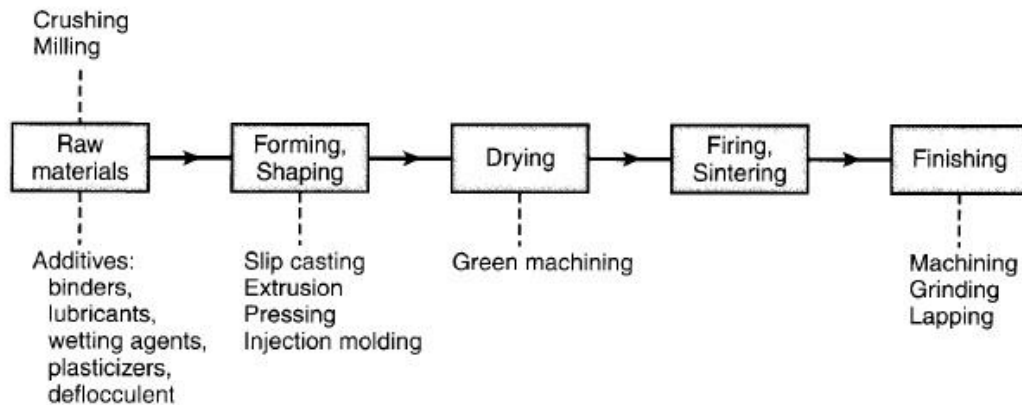 Crushing
Milling
Raw
materials
Forming,
Shaping
Drying
Firing,
Sintering
Finishing
Additives:
binders,
lubricants,
wetting agents,
plasticizers,
deflocculent
Slip casting
Extrusion
Pressing
Injection molding
Green machining
Machining
Grinding
Lapping